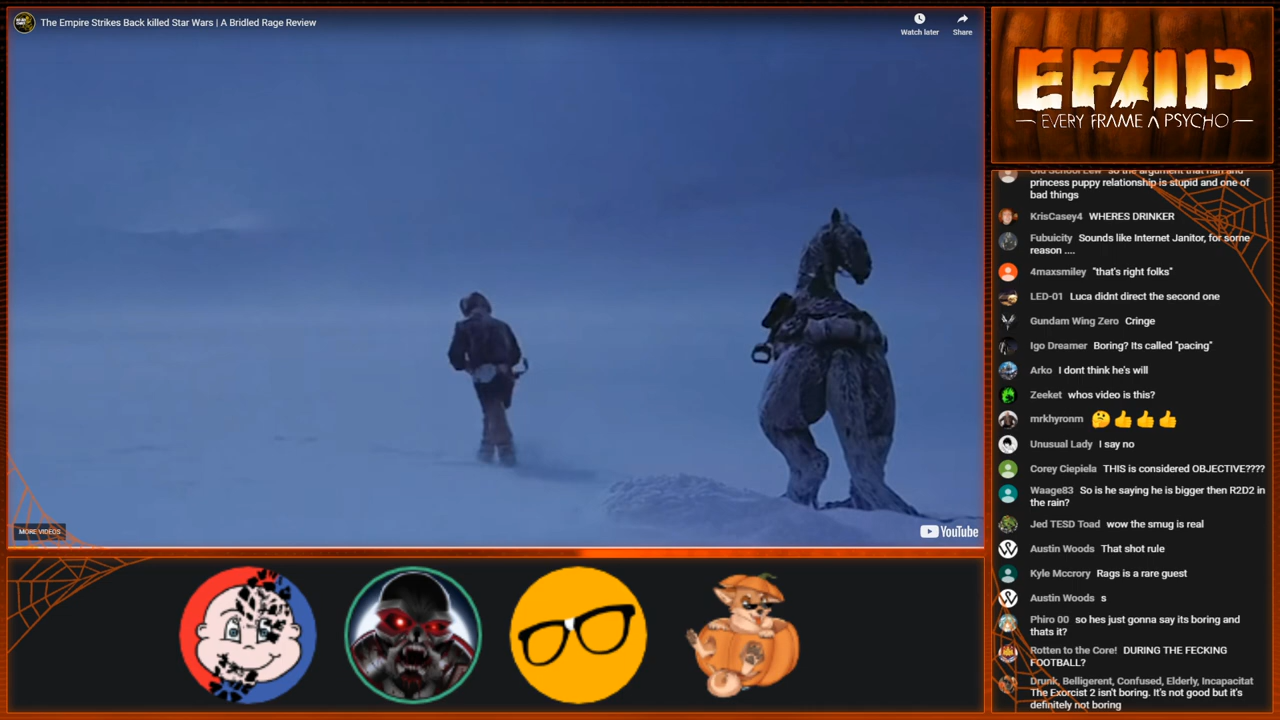 The Empire Strikes Back killed Star Wars | A Bridled Rage Review
Watch later
Share
MORE VIDEOS
YouTube
EFAP
EVERY FRAME A PSYCHO
princess puppy relationship is stupid and one of
bad things
KrisCasey4 WHERES DRINKER
Fubuicity Sounds like Internet Janitor, for some
reason ....
4maxsmiley "that's right folks"
LED-01 Luca didnt direct the second one
Gundam Wing Zero Cringe
Igo Dreamer Boring? Its called "pacing"
Arko I dont think he's will
Zeeket whos video is this?
mrkhyronm 🤔👍👍👍
Unusual Lady I say no
Corey Ciepiela THIS is considered OBJECTIVE????
Waage83 So is he saying he is bigger then R2D2 in
the rain?
Jed TESD Toad wow the smug is real
Austin Woods That shot rule
Kyle Mccrory Rags is a rare guest
Austin Woods s
Phiro 00 so hes just gonna say its boring and
thats it?
Rotten to the Core! DURING THE FECKING
FOOTBALL?
Drunk, Belligerent, Confused, Elderly, Incapacitat
The Exorcist 2 isn't boring. It's not good but it's
definitely not boring